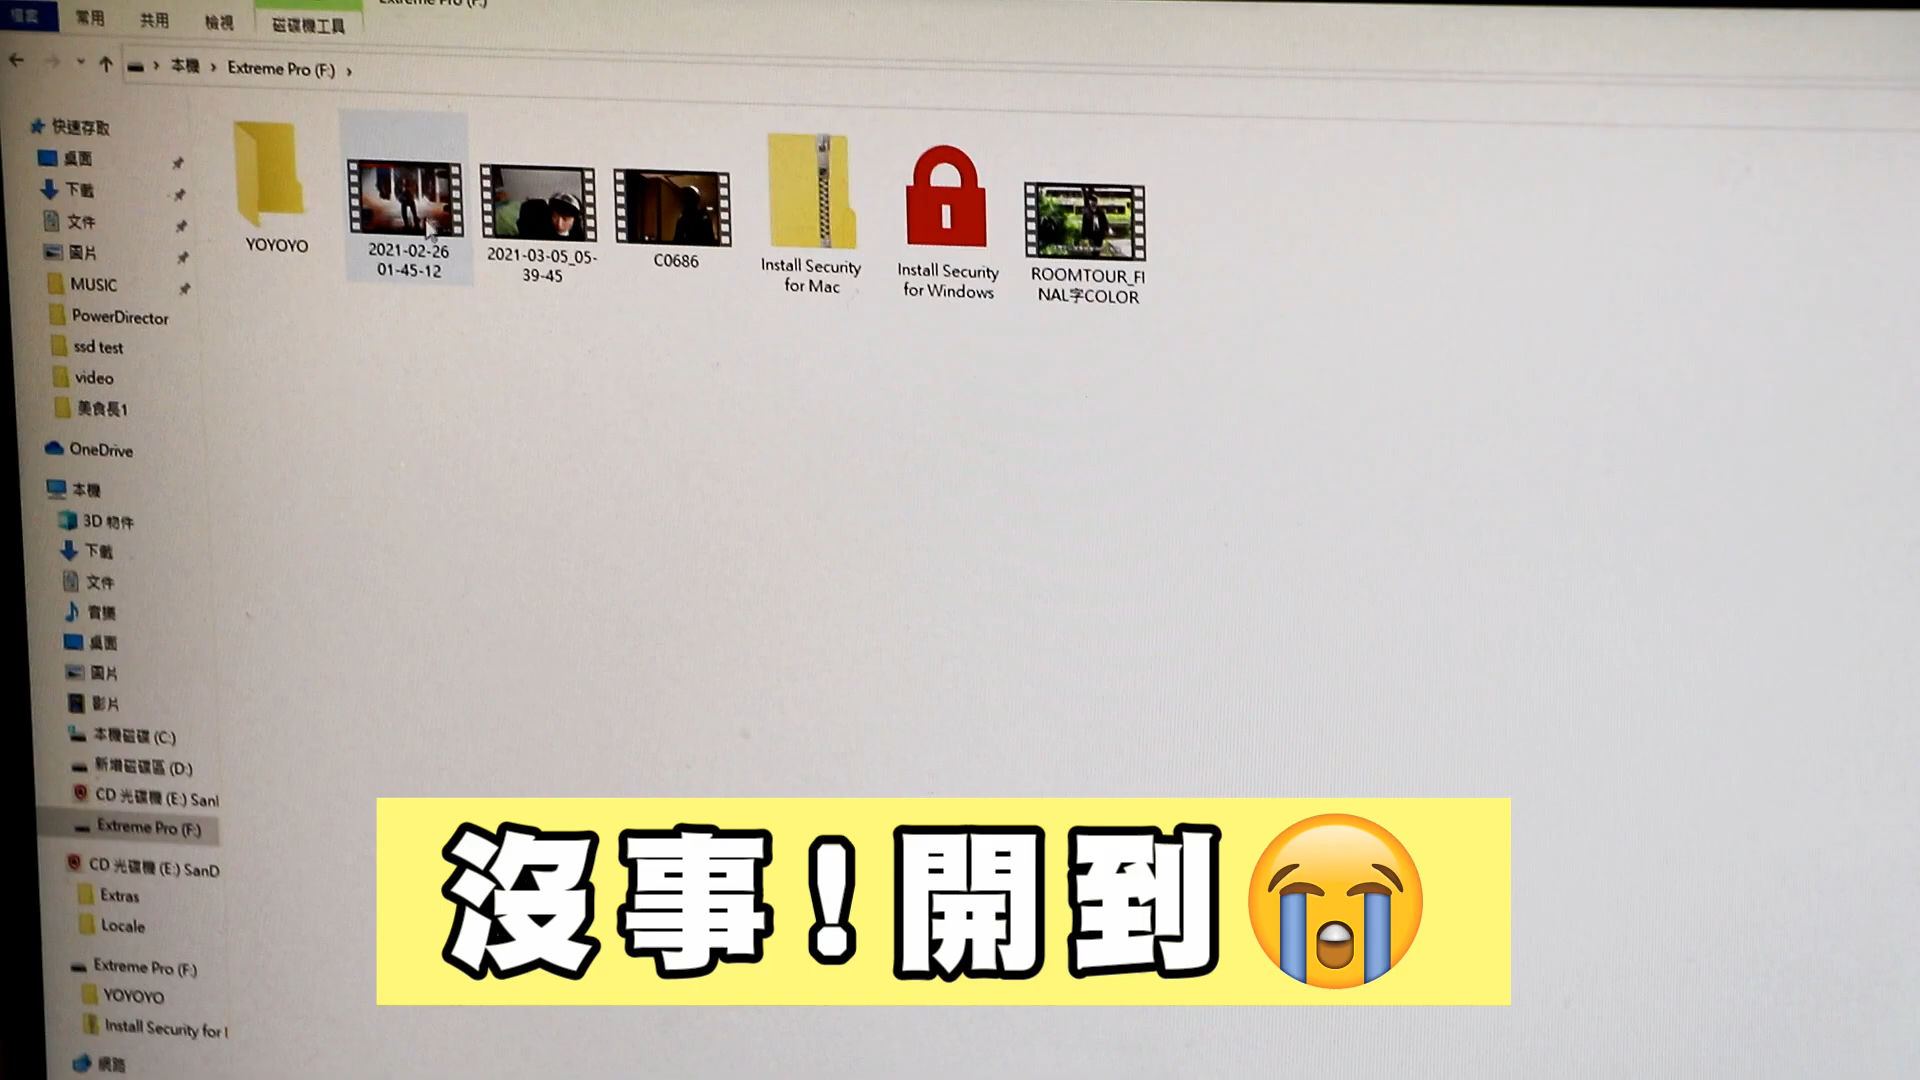 檔案 常用 共用 檢視 磁碟機工具
本機 › Extreme Pro (F:) ›
快速存取
桌面
下載
文件
圖片
MUSIC
PowerDirector
ssd test
video
美食長1
OneDrive
本機
3D 物件
下載
文件
音樂
桌面
圖片
影片
本機磁碟 (C:)
新增磁碟區 (D:)
CD 光碟機 (E:) SanI
Extreme Pro (F:)
CD 光碟機 (E:) SanD
Extras
Locale
Extreme Pro (F:)
YOYOYO
Install Security for I
網路
YOYOYO
2021-02-26
01-45-12
2021-03-05_05-
39-45
C0686
Install Security
for Mac
Install Security
for Windows
ROOMTOUR_FI
NAL字COLOR
沒事!開到😭